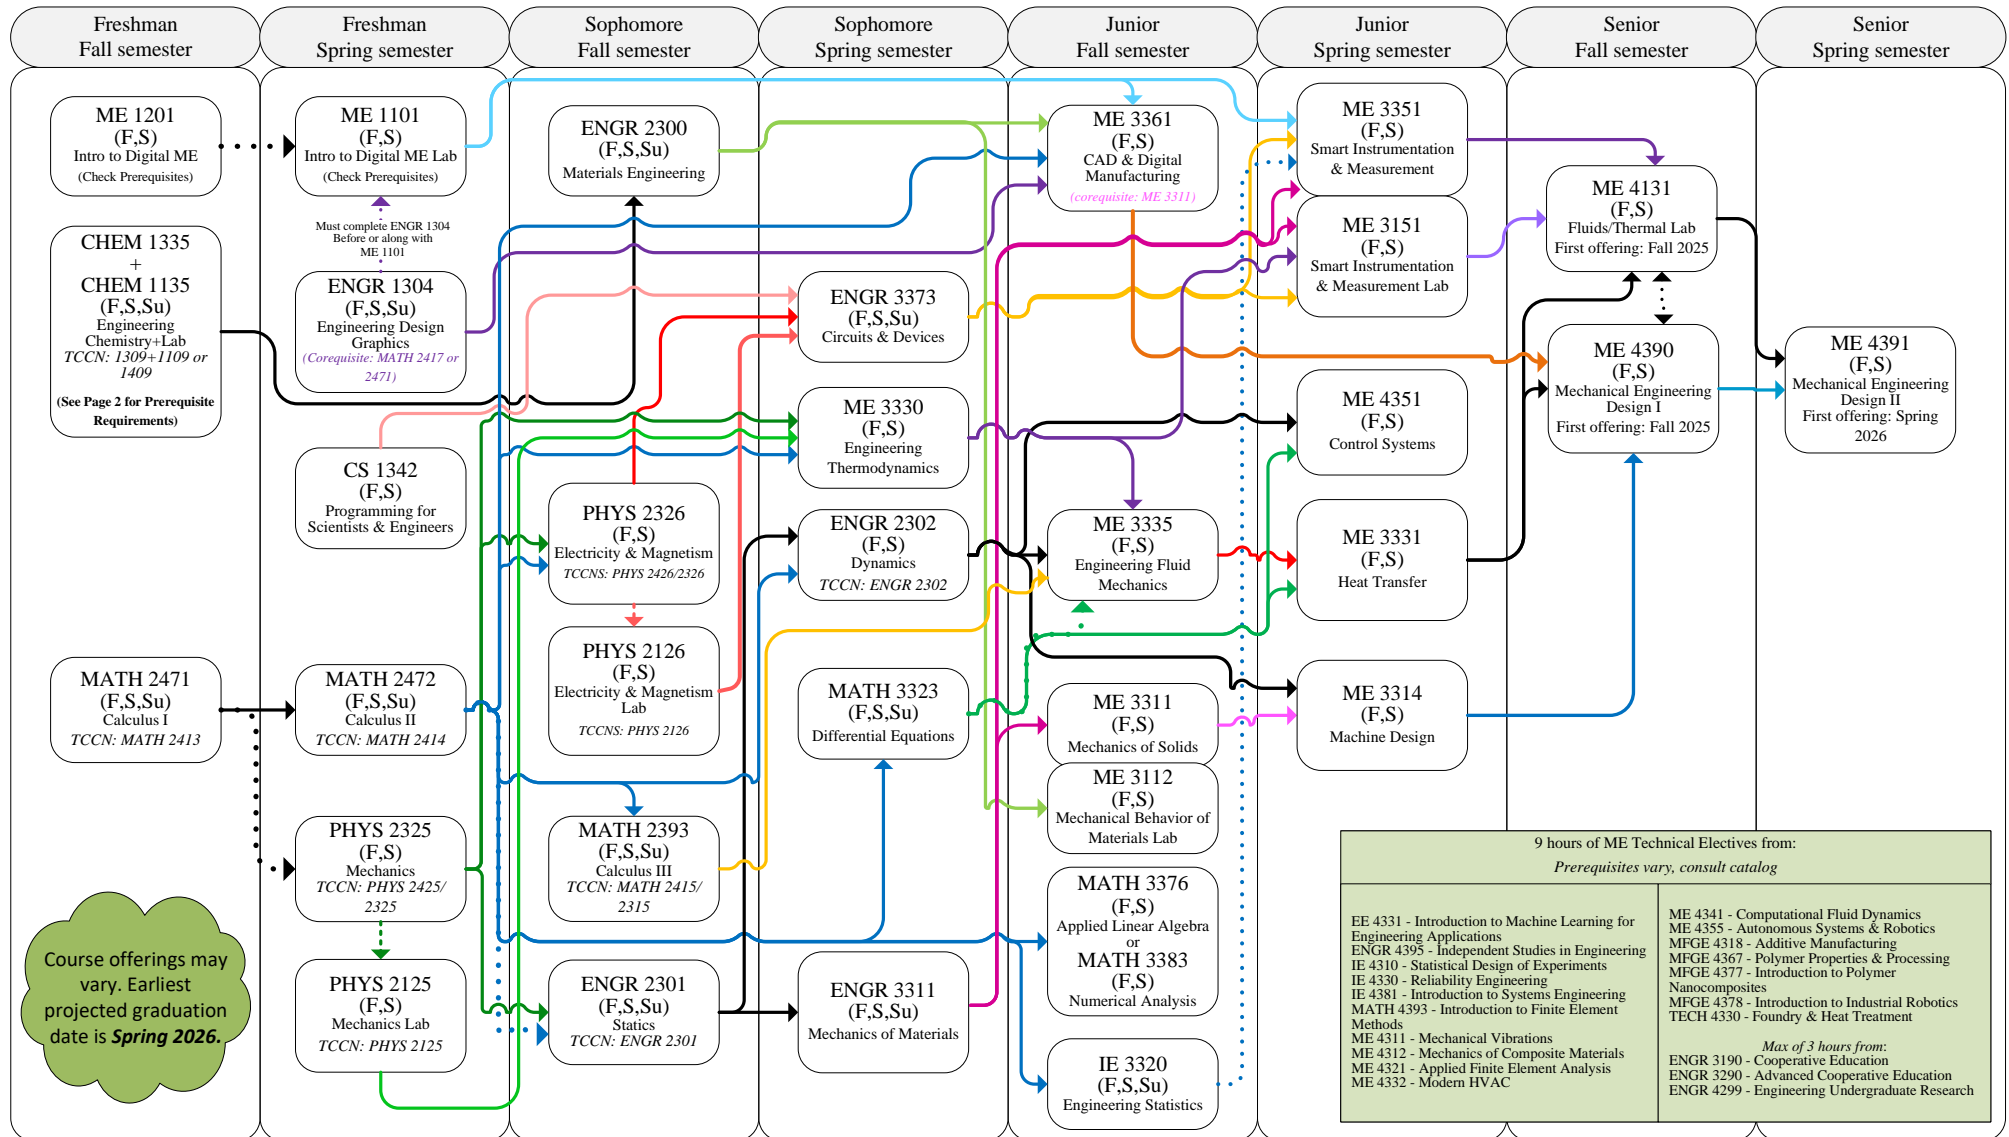 Freshman
Fall semester
Freshman
Spring semester
Sophomore
Fall semester
Sophomore
Spring semester
Junior
Fall semester
Junior
Spring semester
Senior
Fall semester
Senior
Spring semester
ME 1201
(F,S)
Intro to Digital ME
(Check Prerequisites)
CHEM 1335
+
CHEM 1135
(F,S,Su)
Engineering
Chemistry+Lab
TCCN: 1309+1109 or
1409
(See Page 2 for Prerequisite
Requirements)
MATH 2471
(F,S,Su)
Calculus I
TCCN: MATH 2413
Course offerings may
vary. Earliest
projected graduation
date is Spring 2026.
ME 1101
(F,S)
Intro to Digital ME Lab
(Check Prerequisites)
Must complete ENGR 1304
Before or along with
ME 1101
ENGR 1304
(F,S,Su)
Engineering Design
Graphics
(Corequisite: MATH 2417 or
2471)
CS 1342
(F,S)
Programming for
Scientists & Engineers
MATH 2472
(F,S,Su)
Calculus II
TCCN: MATH 2414
PHYS 2325
(F,S)
Mechanics
TCCN: PHYS 2425/
2325
PHYS 2125
(F,S)
Mechanics Lab
TCCN: PHYS 2125
ENGR 2300
(F,S,Su)
Materials Engineering
PHYS 2326
(F,S)
Electricity & Magnetism
TCCNS: PHYS 2426/2326
PHYS 2126
(F,S)
Electricity & Magnetism
Lab
TCCNS: PHYS 2126
MATH 2393
(F,S,Su)
Calculus III
TCCN: MATH 2415/
2315
ENGR 2301
(F,S,Su)
Statics
TCCN: ENGR 2301
ENGR 3373
(F,S,Su)
Circuits & Devices
ME 3330
(F,S)
Engineering
Thermodynamics
ENGR 2302
(F,S)
Dynamics
TCCN: ENGR 2302
MATH 3323
(F,S,Su)
Differential Equations
ENGR 3311
(F,S,Su)
Mechanics of Materials
ME 3361
(F,S)
CAD & Digital
Manufacturing
(corequisite: ME 3311)
ME 3335
(F,S)
Engineering Fluid
Mechanics
ME 3311
(F,S)
Mechanics of Solids
ME 3112
(F,S)
Mechanical Behavior of
Materials Lab
MATH 3376
(F,S)
Applied Linear Algebra
or
MATH 3383
(F,S)
Numerical Analysis
IE 3320
(F,S,Su)
Engineering Statistics
ME 3351
(F,S)
Smart Instrumentation
& Measurement
ME 3151
(F,S)
Smart Instrumentation
& Measurement Lab
ME 4351
(F,S)
Control Systems
ME 3331
(F,S)
Heat Transfer
ME 3314
(F,S)
Machine Design
ME 4131
(F,S)
Fluids/Thermal Lab
First offering: Fall 2025
ME 4390
(F,S)
Mechanical Engineering
Design I
First offering: Fall 2025
ME 4391
(F,S)
Mechanical Engineering
Design II
First offering: Spring
2026
9 hours of ME Technical Electives from:
Prerequisites vary, consult catalog
EE 4331 - Introduction to Machine Learning for
Engineering Applications
ENGR 4395 - Independent Studies in Engineering
IE 4310 - Statistical Design of Experiments
IE 4330 - Reliability Engineering
IE 4381 - Introduction to Systems Engineering
MATH 4393 - Introduction to Finite Element
Methods
ME 4311 - Mechanical Vibrations
ME 4312 - Mechanics of Composite Materials
ME 4321 - Applied Finite Element Analysis
ME 4332 - Modern HVAC
ME 4341 - Computational Fluid Dynamics
ME 4355 - Autonomous Systems & Robotics
MFGE 4318 - Additive Manufacturing
MFGE 4367 - Polymer Properties & Processing
MFGE 4377 - Introduction to Polymer
Nanocomposites
MFGE 4378 - Introduction to Industrial Robotics
TECH 4330 - Foundry & Heat Treatment
Max of 3 hours from:
ENGR 3190 - Cooperative Education
ENGR 3290 - Advanced Cooperative Education
ENGR 4299 - Engineering Undergraduate Research